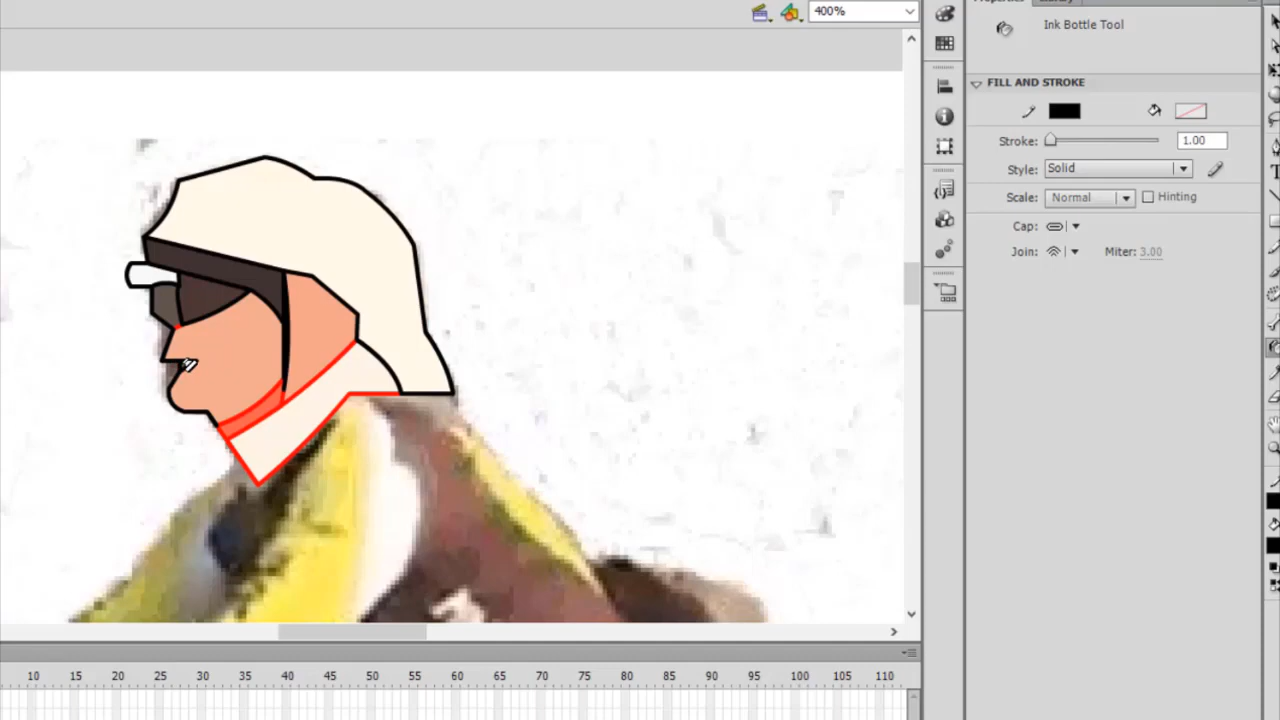 Properties
400%
Ink Bottle Tool
FILL AND STROKE
Stroke: 1.00
Style: Solid
Scale: Normal Hinting
Cap:
Join: Miter: 3.00
10 15 20 25 30 35 40 45 50 55 60 65 70 75 80 85 90 95 100 105 110